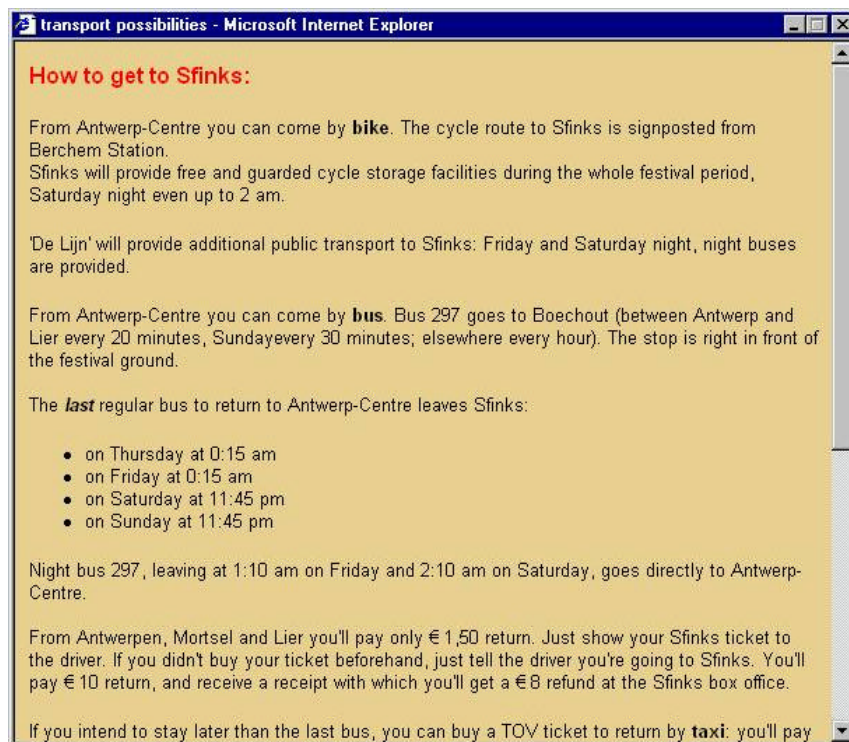 transport possibilities - Microsoft Internet Explorer
How to get to Sfinks:
From Antwerp-Centre you can come by bike. The cycle route to Sfinks is signposted from
Berchem Station.
Sfinks will provide free and guarded cycle storage facilities during the whole festival period,
Saturday night even up to 2 am.
'De Lijn' will provide additional public transport to Sfinks: Friday and Saturday night, night buses
are provided.
From Antwerp-Centre you can come by bus. Bus 297 goes to Boechout (between Antwerp and
Lier every 20 minutes, Sundayevery 30 minutes; elsewhere every hour). The stop is right in front of
the festival ground.
The last regular bus to return to Antwerp-Centre leaves Sfinks:
• on Thursday at 0:15 am
• on Friday at 0:15 am
• on Saturday at 11:45 pm
• on Sunday at 11:45 pm
Night bus 297, leaving at 1:10 am on Friday and 2:10 am on Saturday, goes directly to Antwerp-
Centre.
From Antwerpen, Mortsel and Lier you'll pay only € 1,50 return. Just show your Sfinks ticket to
the driver. If you didn't buy your ticket beforehand, just tell the driver you're going to Sfinks. You'll
pay € 10 return, and receive a receipt with which you'll get a € 8 refund at the Sfinks box office.
If you intend to stay later than the last bus, you can buy a TOV ticket to return by taxi: you'll pay